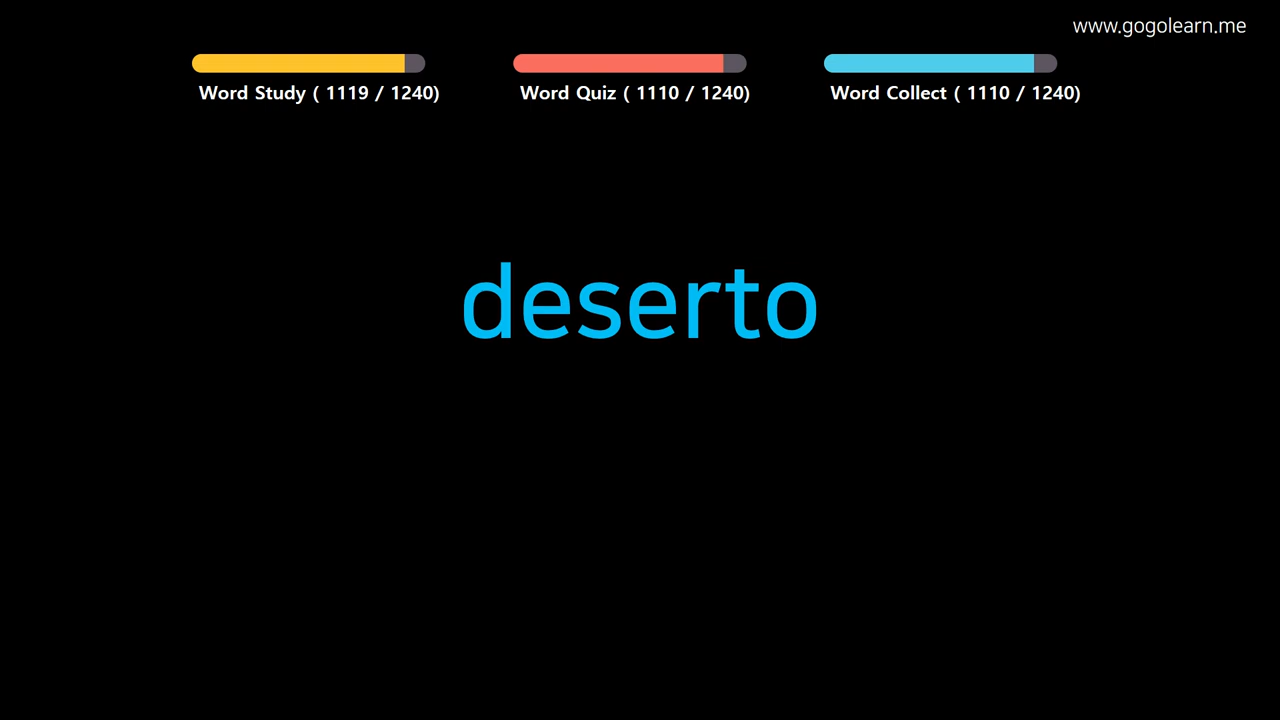 www.gogolearn.me
Word Study ( 1119 / 1240)
Word Quiz ( 1110 / 1240)
Word Collect ( 1110 / 1240)
deserto